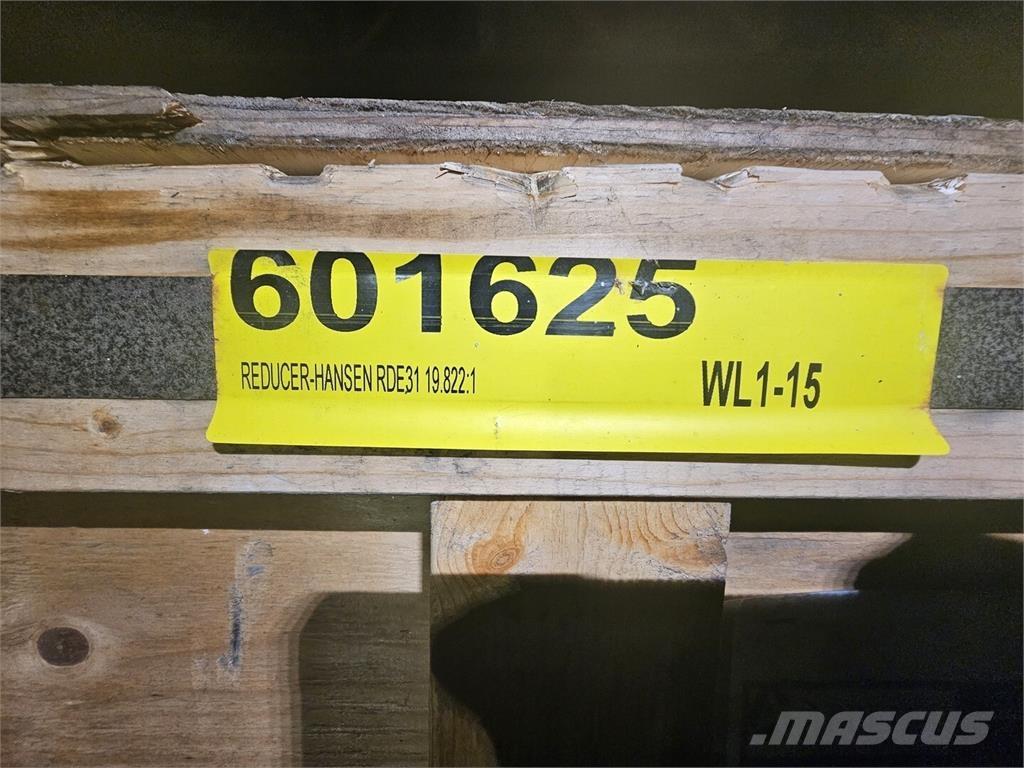 601625
REDUCER-HANSEN RDE31 19.822:1
WL1-15
MASCUS